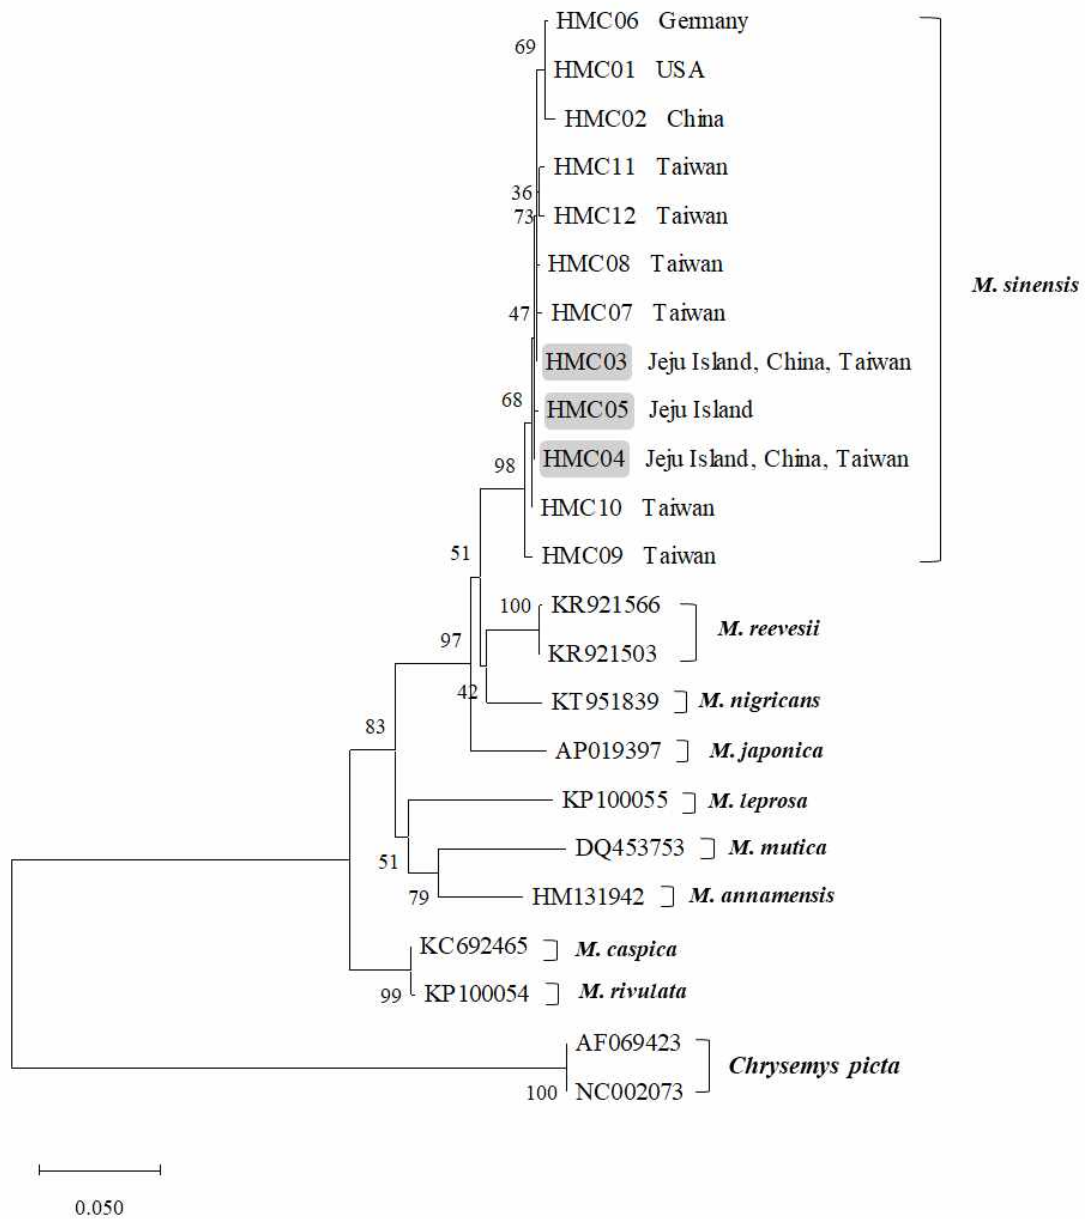 HMC06 Germany
69
HMC01 USA
HMC02 China
HMC11 Taiwan
36
73
HMC12 Taiwan
HMC08 Taiwan
M. sinensis
47
HMC07 Taiwan
HMC03 Jeju Island, China, Taiwan
68
HMC05 Jeju Island
98
HMC04 Jeju Island, China, Taiwan
HMC10 Taiwan
51
HMC09 Taiwan
100
KR921566
M. reevesii
97
KR921503
42
KT951839
M. nigricans
83
AP019397
M. japonica
KP100055
M. leprosa
DQ453753
M. mutica
51
79
HM131942
M. annamensis
KC692465
M. caspica
99
KP100054
M. rivulata
AF069423
Chrysemys picta
100
NC002073
0.050